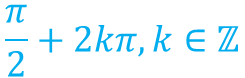 π/2 + 2kπ, k ∈ ℤ